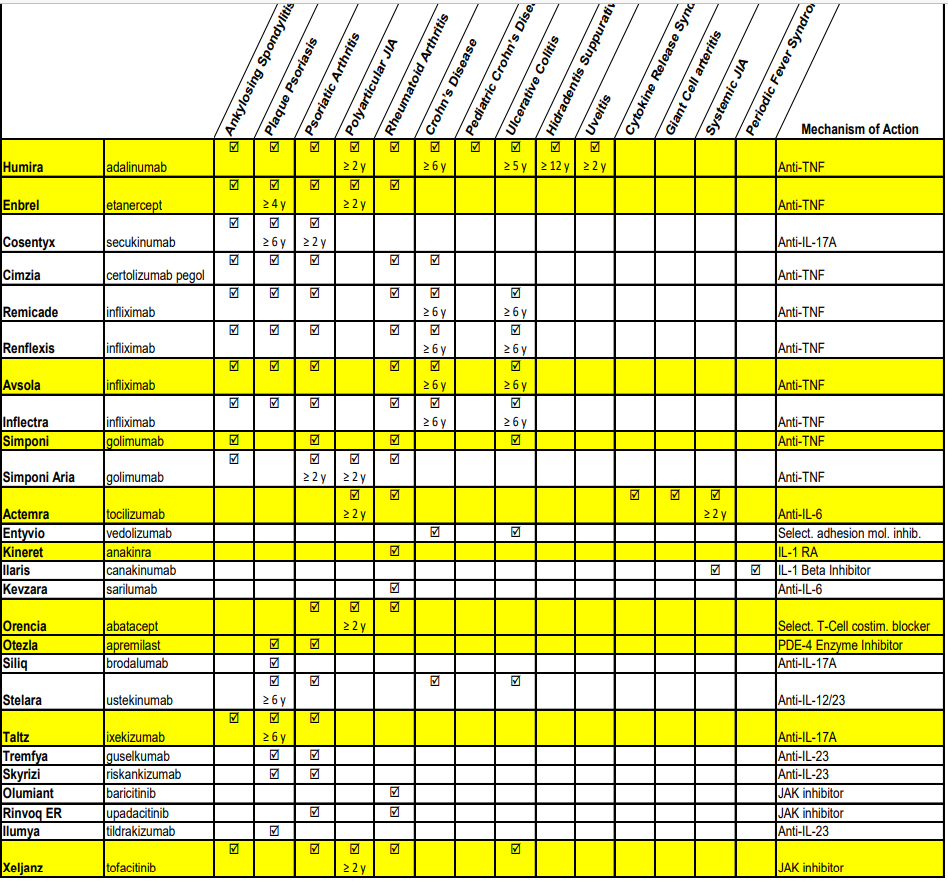 Ankylosing Spondylitis
Plaque Psoriasis
Psoriatic Arthritis
Polyarticular JIA
Rheumatoid Arthritis
Crohn's Disease
Pediatric Crohn's Disea
Ulcerative Colitis
Hidradentis Suppurativ
Uveitis
Cytokine Release Syn
Giant Cell arteritis
Systemic JIA
Periodic Fever Syndro
Mechanism of Action
☑ ☑ ☑ ☑ ☑ ☑ ☑ ☑ ☑ ☑
Humira adalinumab ≥ 2 y ≥ 6 y ≥ 5 y ≥ 12 y ≥ 2 y Anti-TNF
☑ ☑ ☑ ☑ ☑
Enbrel etanercept ≥ 4 y ≥ 2 y Anti-TNF
☑ ☑ ☑
Cosentyx secukinumab ≥ 6 y ≥ 2 y Anti-IL-17A
☑ ☑ ☑ ☑ ☑
Cimzia certolizumab pegol Anti-TNF
☑ ☑ ☑ ☑ ☑ ☑
Remicade infliximab ≥ 6 y ≥ 6 y Anti-TNF
☑ ☑ ☑ ☑ ☑ ☑
Renflexis infliximab ≥ 6 y ≥ 6 y Anti-TNF
☑ ☑ ☑ ☑ ☑ ☑
Avsola infliximab ≥ 6 y ≥ 6 y Anti-TNF
☑ ☑ ☑ ☑ ☑ ☑
Inflectra infliximab ≥ 6 y ≥ 6 y Anti-TNF
Simponi golimumab ☑ ☑ ☑ ☑ Anti-TNF
☑ ☑ ☑ ☑
Simponi Aria golimumab ≥ 2 y ≥ 2 y Anti-TNF
☑ ☑ ☑ ☑ ☑
Actemra tocilizumab ≥ 2 y ≥ 2 y Anti-IL-6
Entyvio vedolizumab ☑ ☑ Select. adhesion mol. inhib.
Kineret anakinra ☑ IL-1 RA
Ilaris canakinumab ☑ ☑ IL-1 Beta Inhibitor
Kevzara sarilumab ☑ Anti-IL-6
☑ ☑ ☑
Orencia abatacept ≥ 2 y Select. T-Cell costim. blocker
Otezla apremilast ☑ ☑ PDE-4 Enzyme Inhibitor
Siliq brodalumab ☑ Anti-IL-17A
☑ ☑ ☑ ☑
Stelara ustekinumab ≥ 6 y Anti-IL-12/23
☑ ☑ ☑
Taltz ixekizumab ≥ 6 y Anti-IL-17A
Tremfya guselkumab ☑ ☑ Anti-IL-23
Skyrizi riskankizumab ☑ ☑ Anti-IL-23
Olumiant baricitinib ☑ JAK inhibitor
Rinvoq ER upadacitinib ☑ ☑ JAK inhibitor
Ilumya tildrakizumab ☑ Anti-IL-23
☑ ☑ ☑ ☑ ☑
Xeljanz tofacitinib ≥ 2 y JAK inhibitor